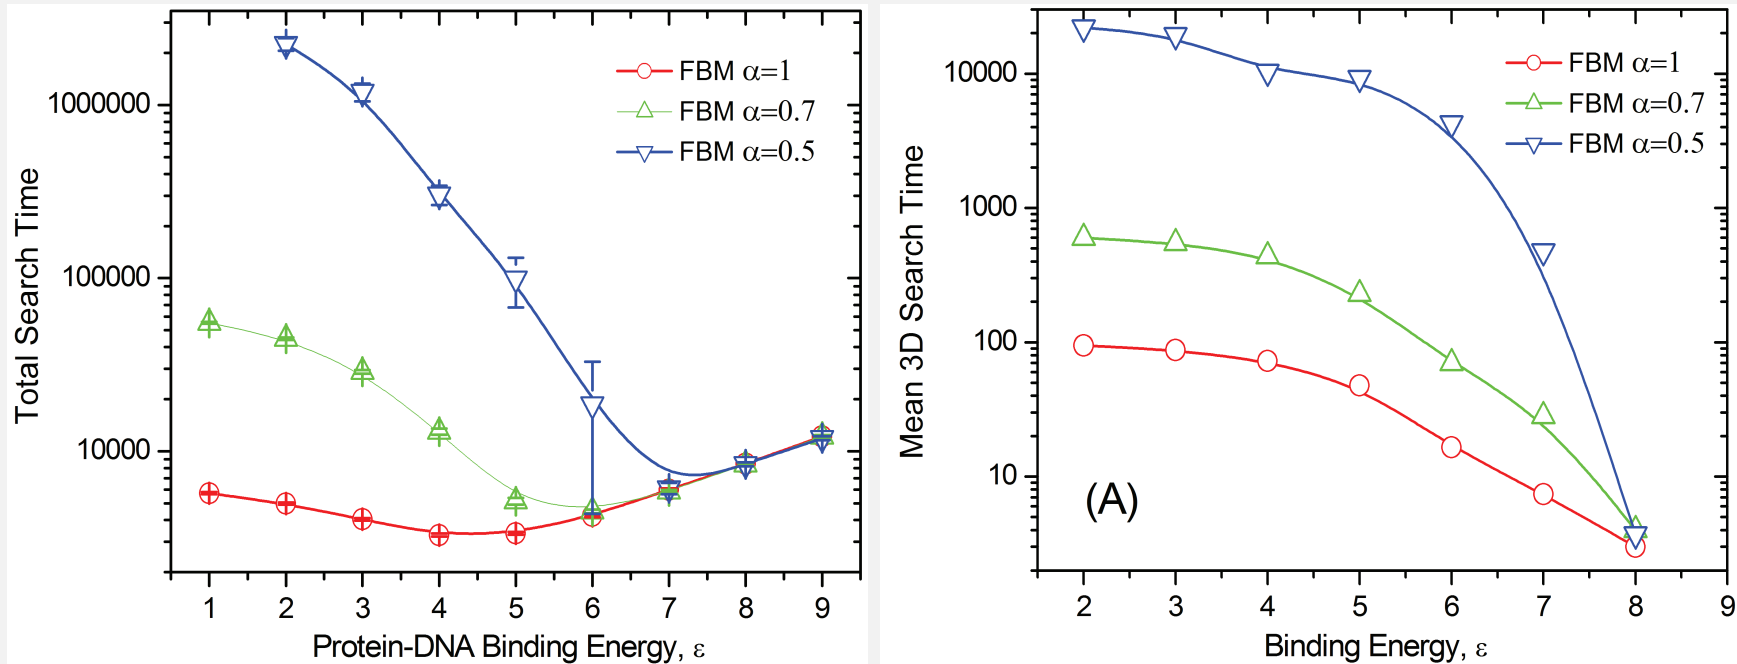 Total Search Time
1000000
100000
10000
FBM α=1
FBM α=0.7
FBM α=0.5
1 2 3 4 5 6 7 8 9
Protein-DNA Binding Energy, ε
Mean 3D Search Time
10000
1000
100
10
FBM α=1
FBM α=0.7
FBM α=0.5
(A)
2 3 4 5 6 7 8 9
Binding Energy, ε